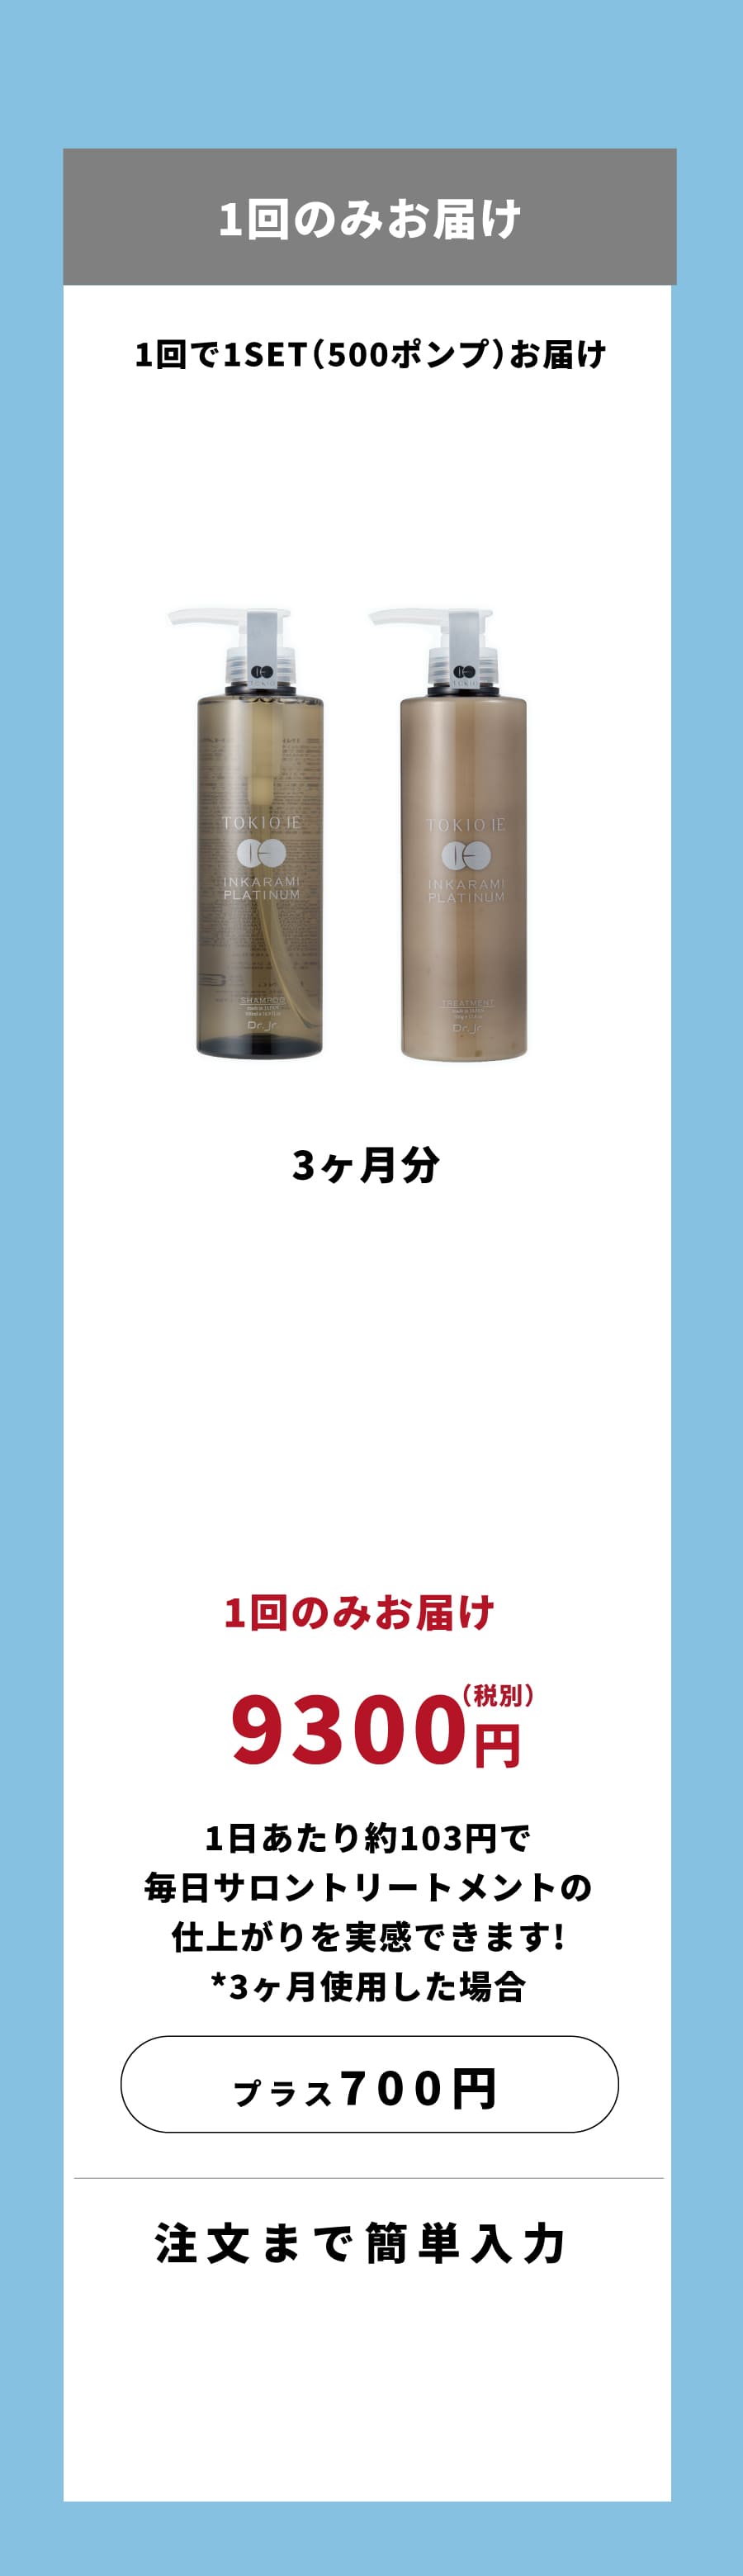 1回のみお届け
1回で1SET(500ポンプ)お届け
TOKIO IE
INKARAMI
PLATINUM
SHAMPOO
Dr. Jr
TOKIO IE
INKARAMI
PLATINUM
TREATMENT
Dr. Jr
3ヶ月分
1回のみお届け
9300円(税別)
1日あたり約103円で
毎日サロントリートメントの
仕上がりを実感できます!
*3ヶ月使用した場合
プラス700円
注文まで簡単入力